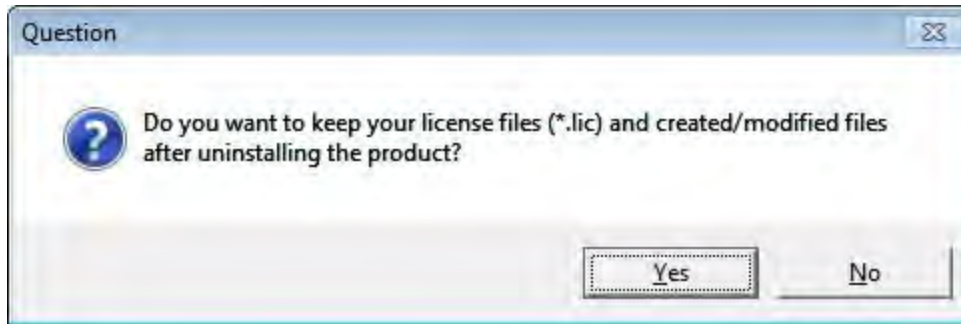 Question
Do you want to keep your license files (*.lic) and created/modified files
after uninstalling the product?
Yes
No